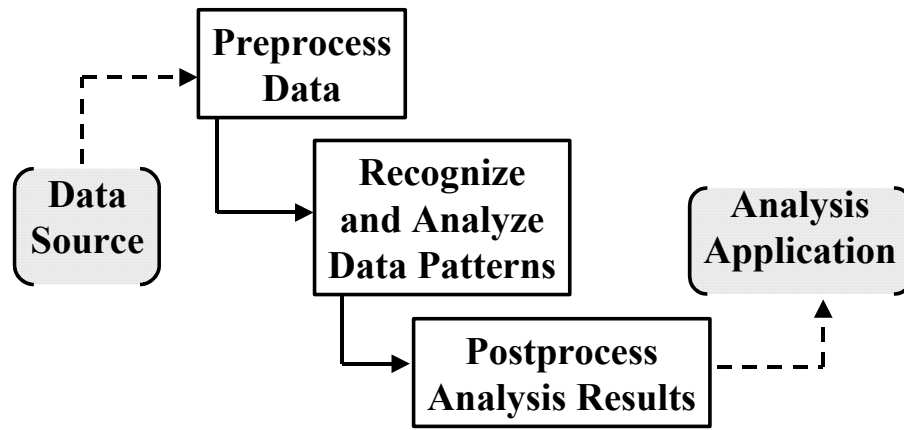 Preprocess
Data
Data
Source
Recognize
and Analyze
Data Patterns
Analysis
Application
Postprocess
Analysis Results